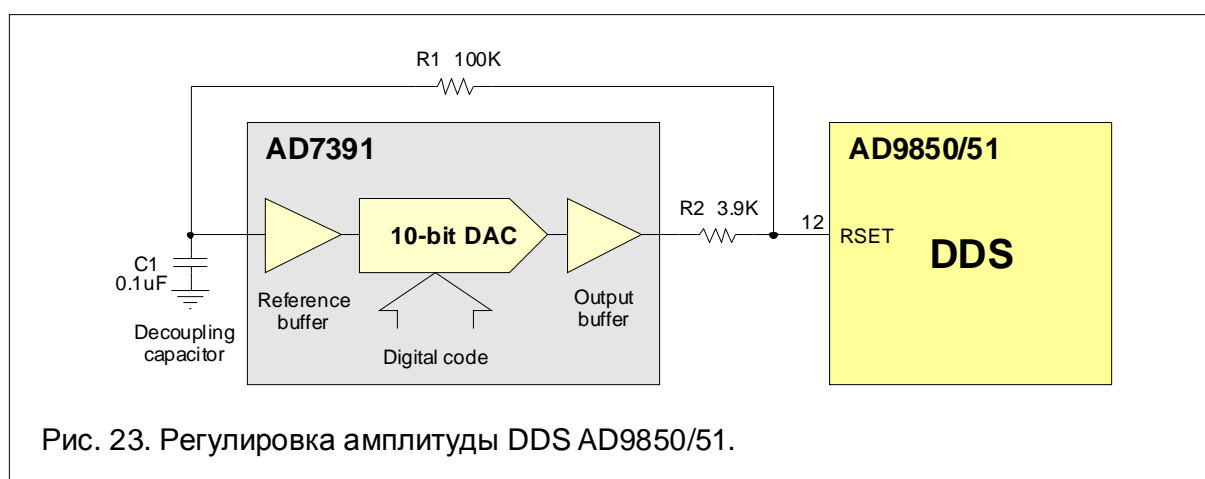 R1 100K
AD7391
AD9850/51
10-bit DAC
R2 3.9K
12
RSET
DDS
C1
0.1uF
Decoupling
capacitor
Reference
buffer
Digital code
Output
buffer
Рис. 23. Регулировка амплитуды DDS AD9850/51.